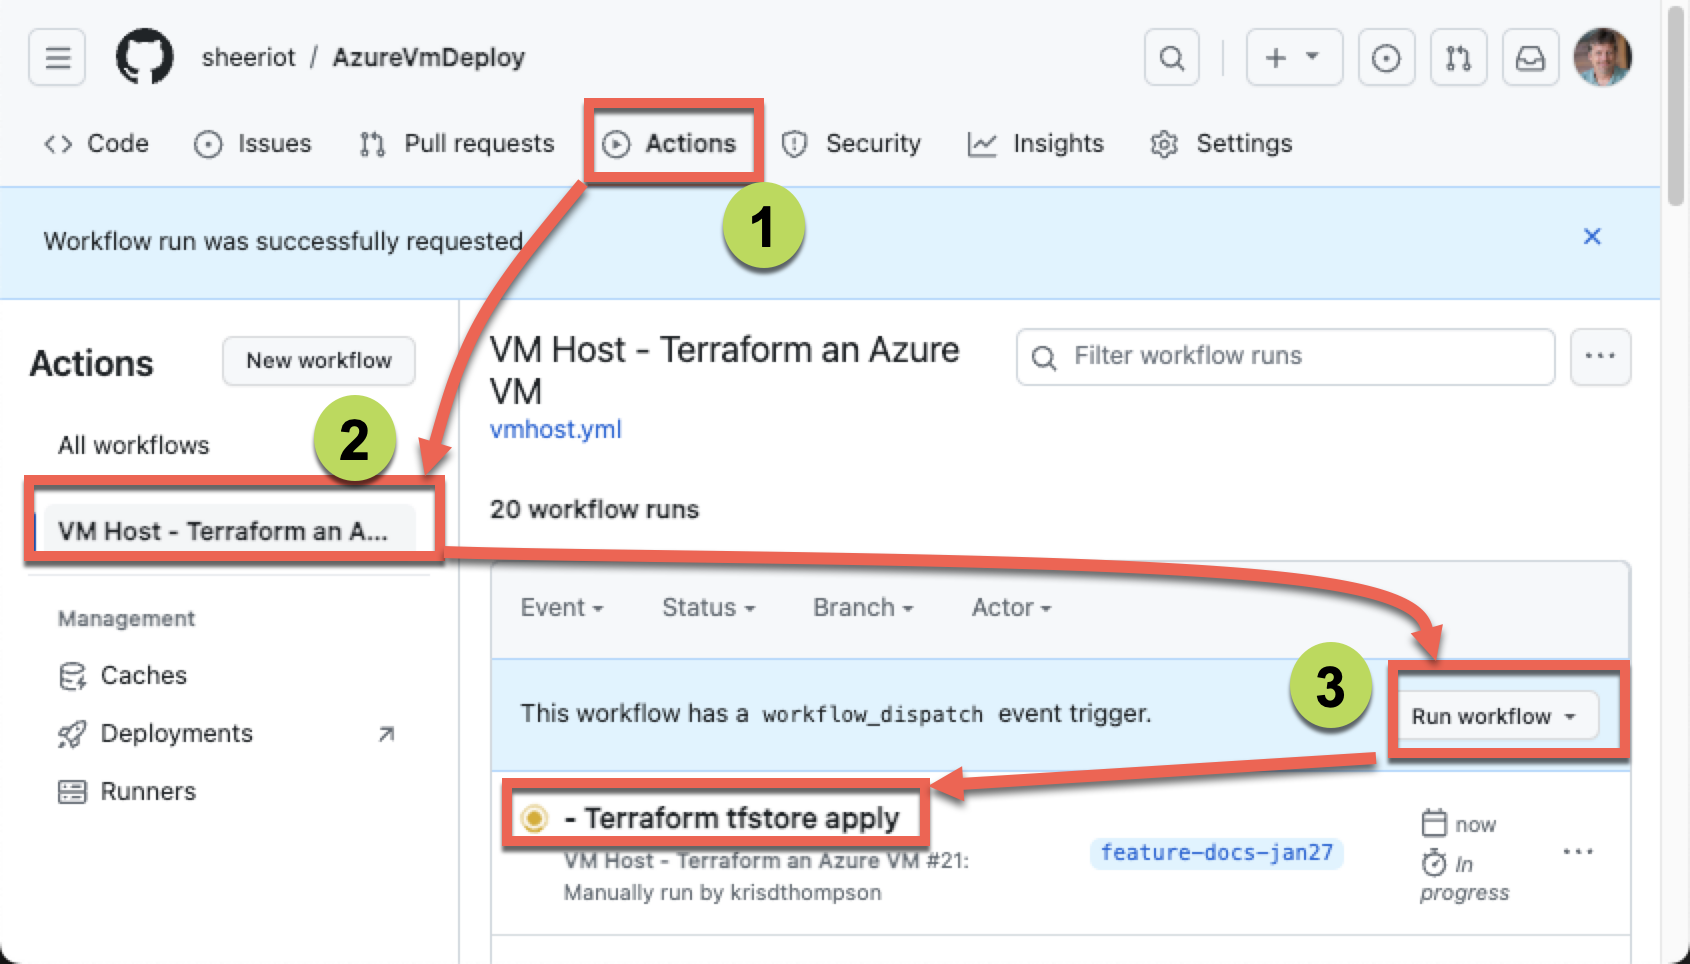 sheeriot / AzureVmDeploy
Code Issues Pull requests Actions Security Insights Settings
1
Workflow run was successfully requested
Actions
New workflow
VM Host - Terraform an Azure
VM
vmhost.yml
Filter workflow runs
All workflows
2
VM Host - Terraform an A...
20 workflow runs
Management
Caches
Deployments
Runners
Event Status Branch Actor
This workflow has a workflow_dispatch event trigger.
3
Run workflow
- Terraform tfstore apply
VM Host - Terraform an Azure VM #21:
Manually run by krisdthompson
feature-docs-jan27
now
In
progress